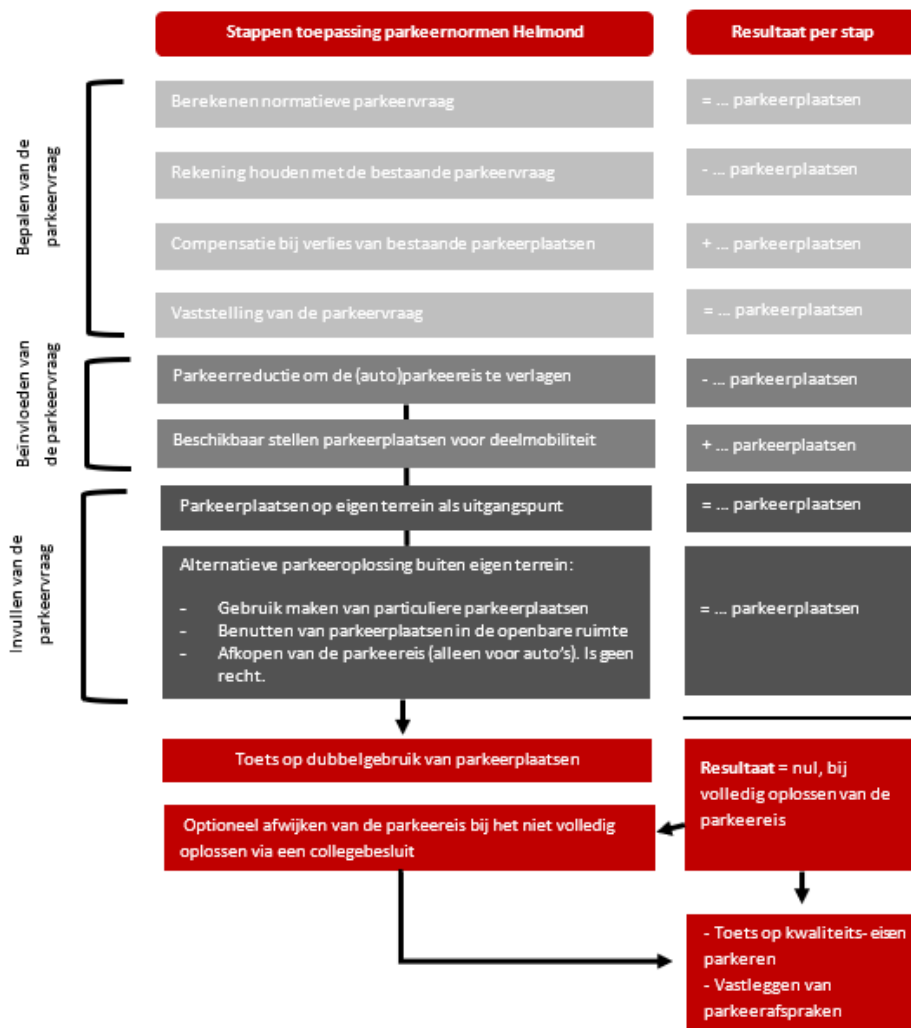 Stappen toepassing parkeernormen Helmond
Resultaat per stap
Bepalen van de
parkeervraag
Berekenen normatieve parkeervraag
= ... parkeerplaatsen
Rekening houden met de bestaande parkeervraag
- ... parkeerplaatsen
Compensatie bij verlies van bestaande parkeerplaatsen
+ ... parkeerplaatsen
Vaststelling van de parkeervraag
= ... parkeerplaatsen
Beïnvloeden van
de parkeervraag
Parkeerreductie om de (auto)parkeereis te verlagen
- ... parkeerplaatsen
Beschikbaar stellen parkeerplaatsen voor deelmobiliteit
+ ... parkeerplaatsen
Invullen van de
parkeervraag
Parkeerplaatsen op eigen terrein als uitgangspunt
= ... parkeerplaatsen
Alternatieve parkeeroplossing buiten eigen terrein:
- Gebruik maken van particuliere parkeerplaatsen
- Benutten van parkeerplaatsen in de openbare ruimte
- Afkopen van de parkeereis (alleen voor auto's). Is geen
recht.
= ... parkeerplaatsen
Toets op dubbelgebruik van parkeerplaatsen
Resultaat = nul, bij
volledig oplossen van de
parkeereis
Optioneel afwijken van de parkeereis bij het niet volledig
oplossen via een collegebesluit
- Toets op kwaliteits- eisen
parkeren
- Vastleggen van
parkeerafspraken